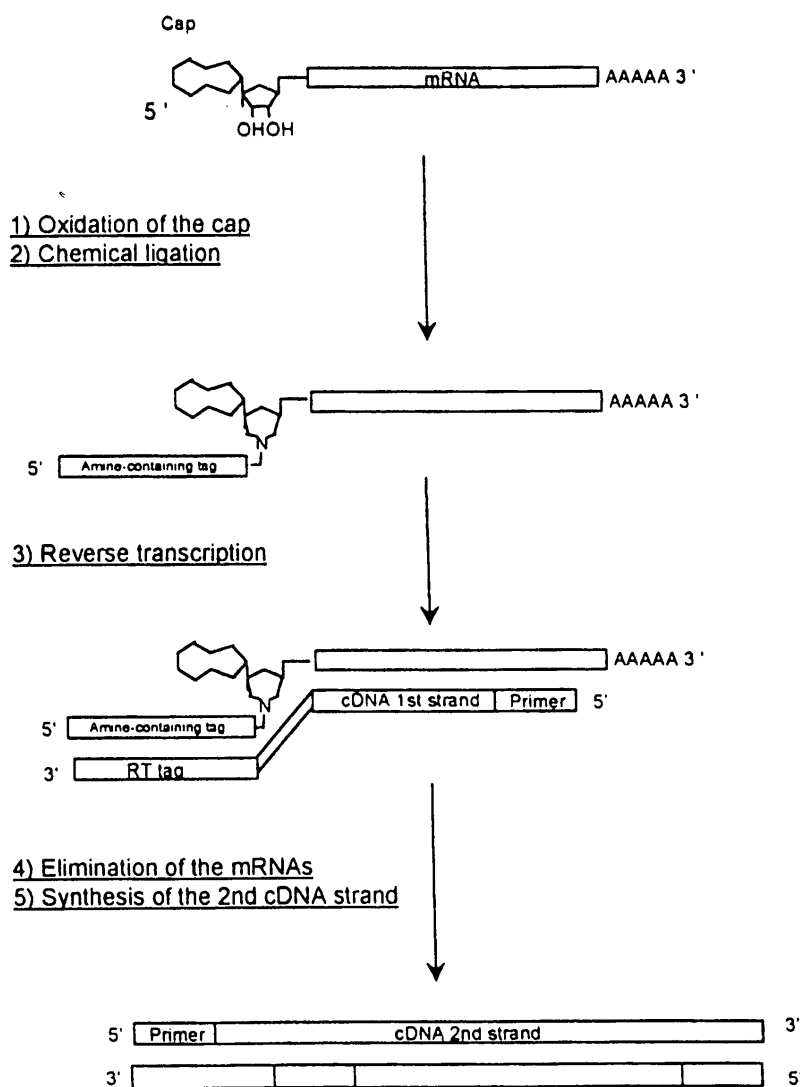 Cap
mRNA AAAAA 3 '
5 '
OHOH
1) Oxidation of the cap
2) Chemical ligation
AAAAA 3 '
N
5' Amine-containing tag
3) Reverse transcription
AAAAA 3 '
cDNA 1st strand Primer 5'
N
5' Amine-containing tag
3' RT tag
4) Elimination of the mRNAs
5) Synthesis of the 2nd cDNA strand
5' Primer cDNA 2nd strand 3'
3' 5'